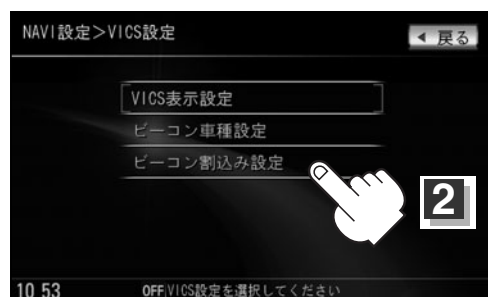 NAVI設定>VICS設定
◀ 戻る
VICS表示設定
ビーコン車種設定
ビーコン割込み設定
2
10 53 OFF VICS設定を選択してください